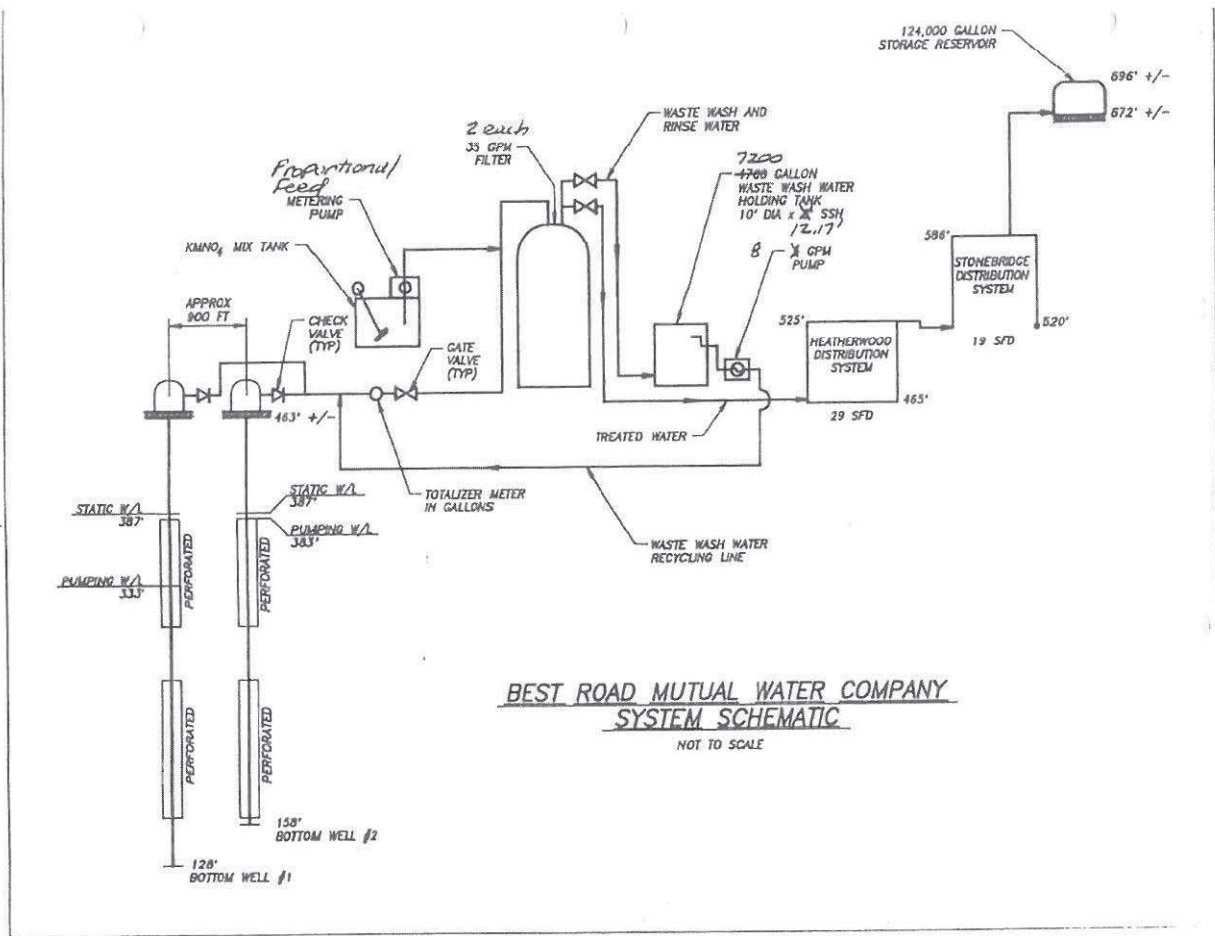 124,000 GALLON
STORAGE RESERVOIR
696' +/-
672' +/-
WASTE WASH AND
RINSE WATER
2 each
35 GPM
FILTER
Proportional
Feed
METERING
PUMP
KMNO4 MIX TANK
7200
4700 GALLON
WASTE WASH WATER
HOLDING TANK
10' DIA x SSH
12.17'
8 GPM
PUMP
586'
STONEBRIDGE
DISTRIBUTION
SYSTEM
520'
19 SFD
525'
HEATHERWOOD
DISTRIBUTION
SYSTEM
465'
29 SFD
APPROX
900 FT
CHECK
VALVE
(TYP)
GATE
VALVE
(TYP)
463' +/-
TREATED WATER
STATIC W/L
387'
STATIC W/L
387'
PUMPING W/L
383'
TOTALIZER METER
IN GALLONS
WASTE WASH WATER
RECYCLING LINE
PUMPING W/L
333'
PERFORATED
PERFORATED
PERFORATED
PERFORATED
BEST ROAD MUTUAL WATER COMPANY
SYSTEM SCHEMATIC
NOT TO SCALE
158'
BOTTOM WELL #2
128'
BOTTOM WELL #1